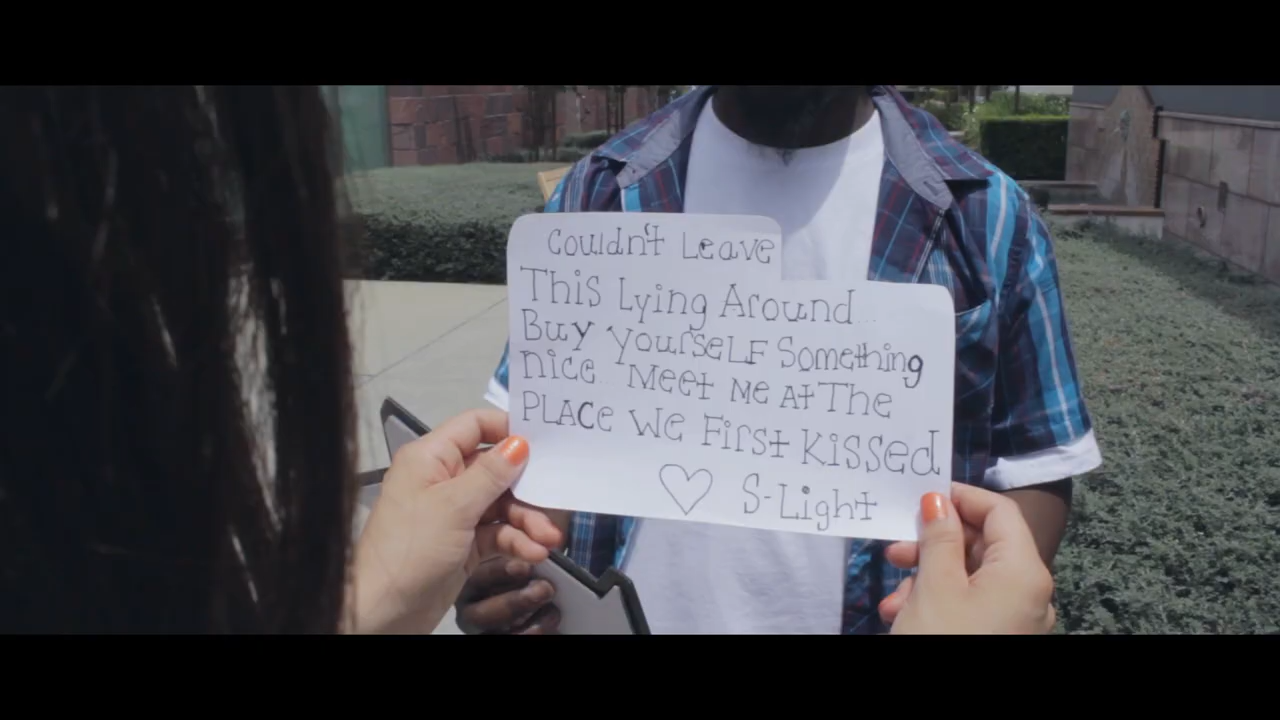 Couldn't Leave
This Lying Around...
Buy YourseLF Something
nice.. Meet Me At The
PLACe We First Kissed
♡ S-Light